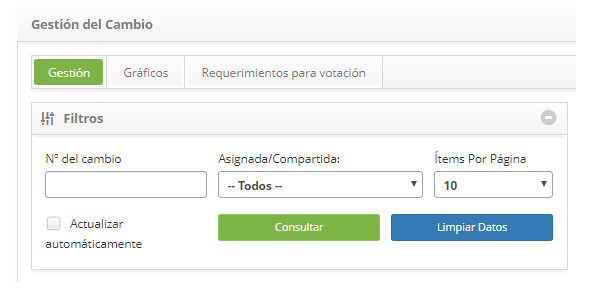 Gestión del Cambio
Gestión Gráficos Requerimientos para votación
Filtros
Nº del cambio Asignada/Compartida: Ítems Por Página
-- Todos -- 10
Actualizar Consultar Limpiar Datos
automáticamente